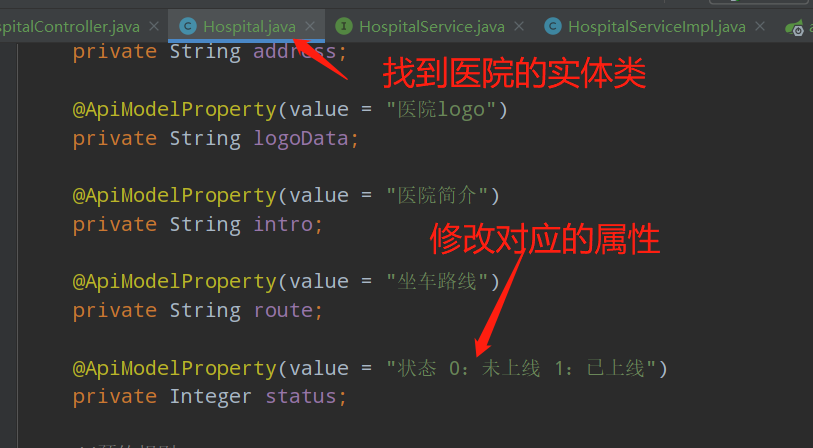 spitalController.java Hospital.java HospitalService.java HospitalServiceImpl.java
private String address;
找到医院的实体类
@ApiModelProperty(value = "医院logo")
private String logoData;
@ApiModelProperty(value = "医院简介")
private String intro;
修改对应的属性
@ApiModelProperty(value = "坐车路线")
private String route;
@ApiModelProperty(value = "状态 0：未上线 1：已上线")
private Integer status;